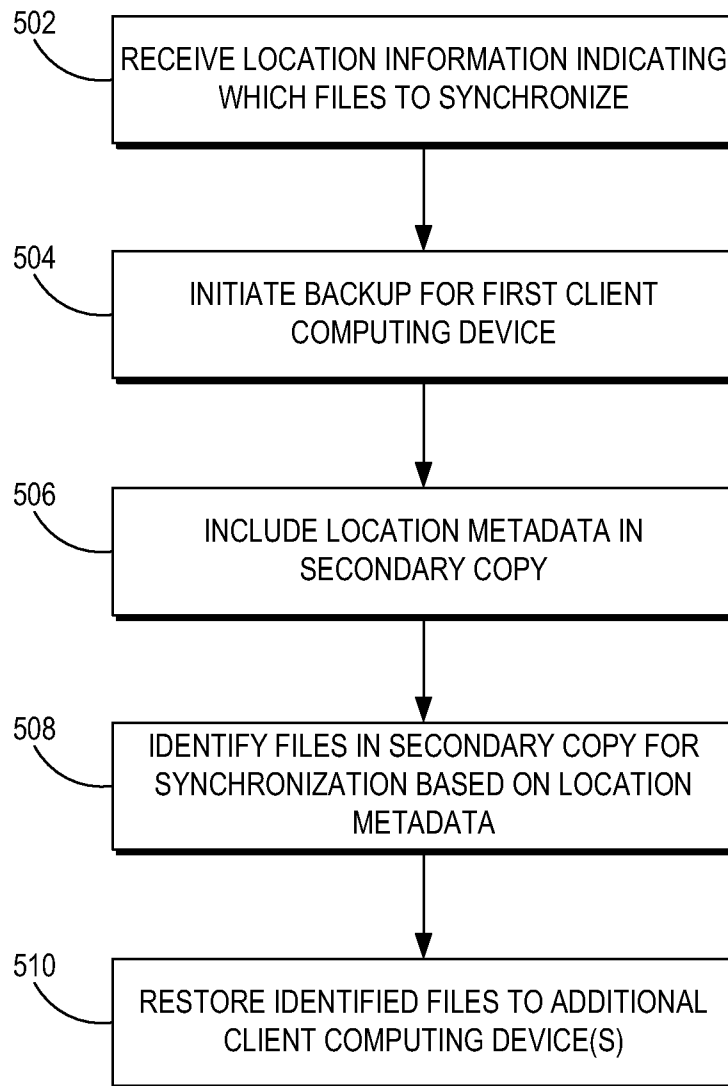 502
RECEIVE LOCATION INFORMATION INDICATING
WHICH FILES TO SYNCHRONIZE
504
INITIATE BACKUP FOR FIRST CLIENT
COMPUTING DEVICE
506
INCLUDE LOCATION METADATA IN
SECONDARY COPY
508
IDENTIFY FILES IN SECONDARY COPY FOR
SYNCHRONIZATION BASED ON LOCATION
METADATA
510
RESTORE IDENTIFIED FILES TO ADDITIONAL
CLIENT COMPUTING DEVICE(S)